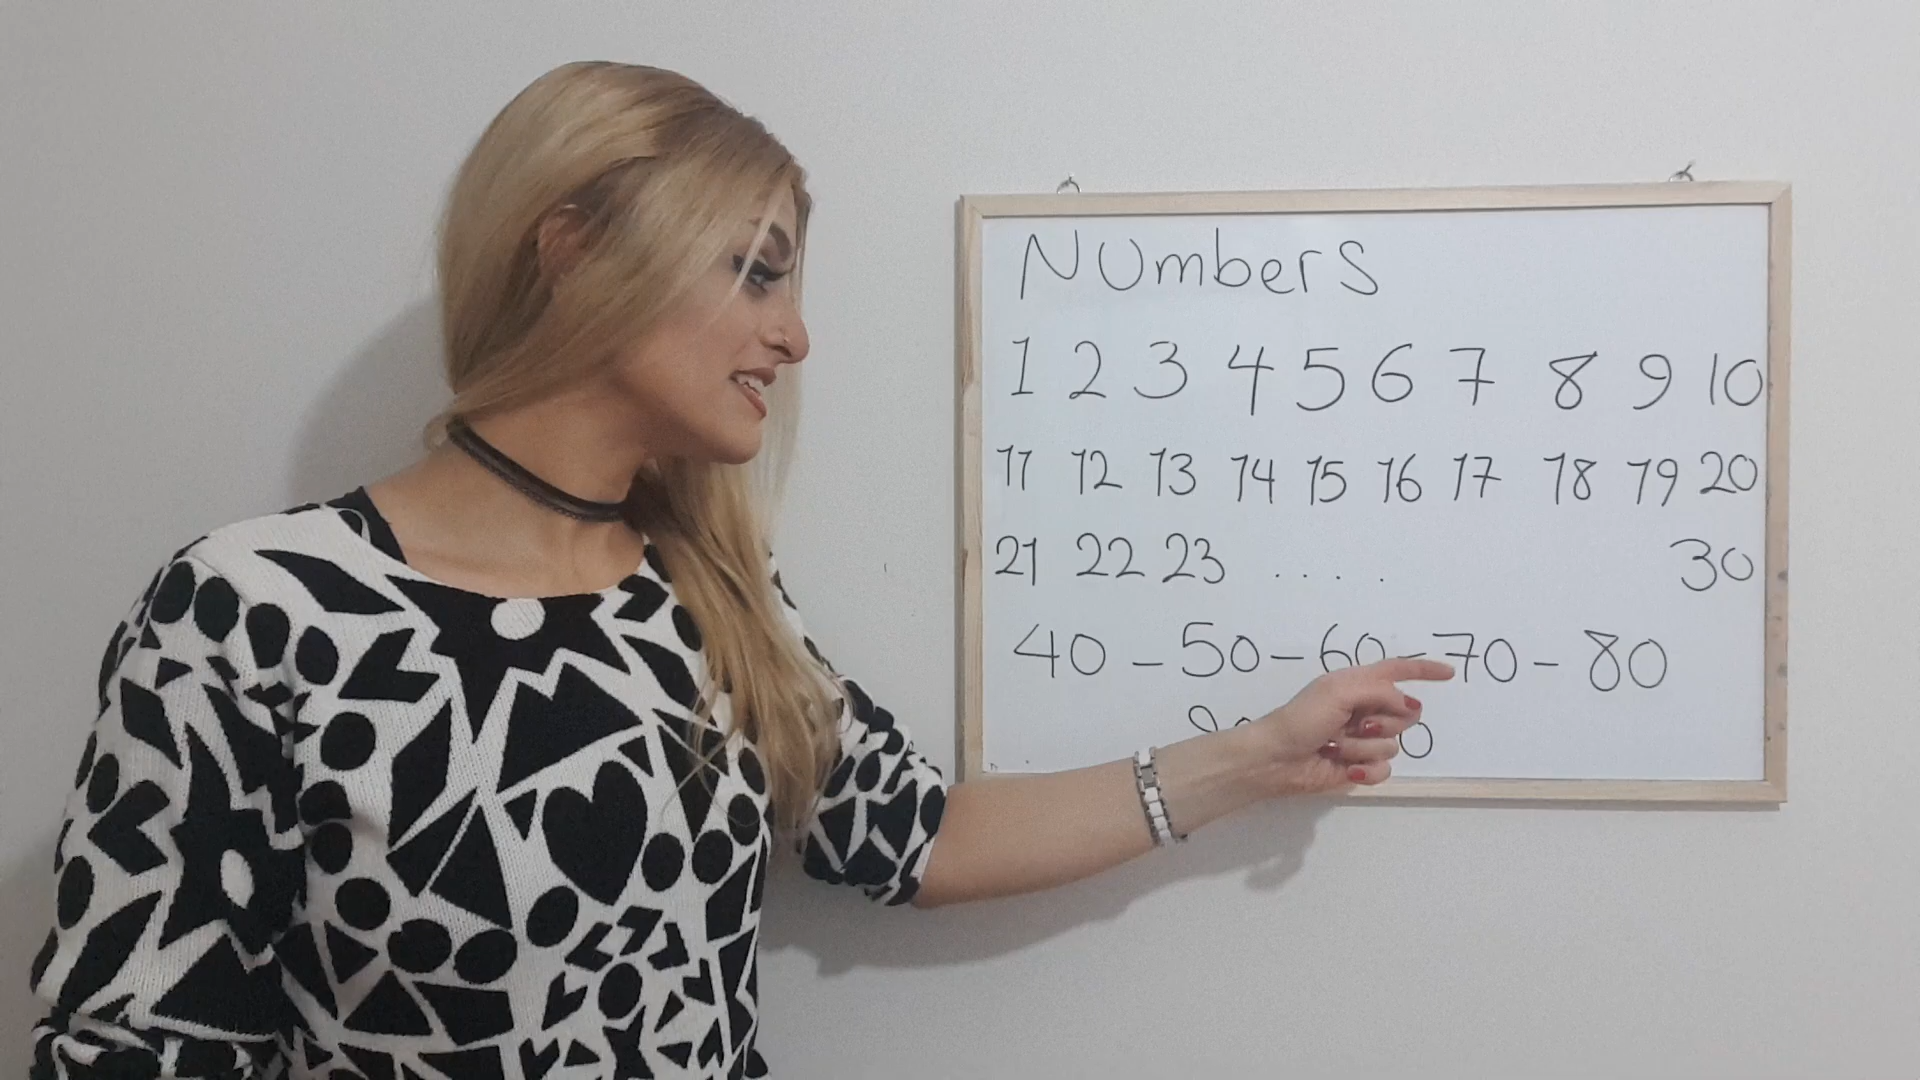 Numbers
1 2 3 4 5 6 7 8 9 10
11 12 13 14 15 16 17 18 19 20
21 22 23 .... 30
40 - 50 - 60 - 70 - 80